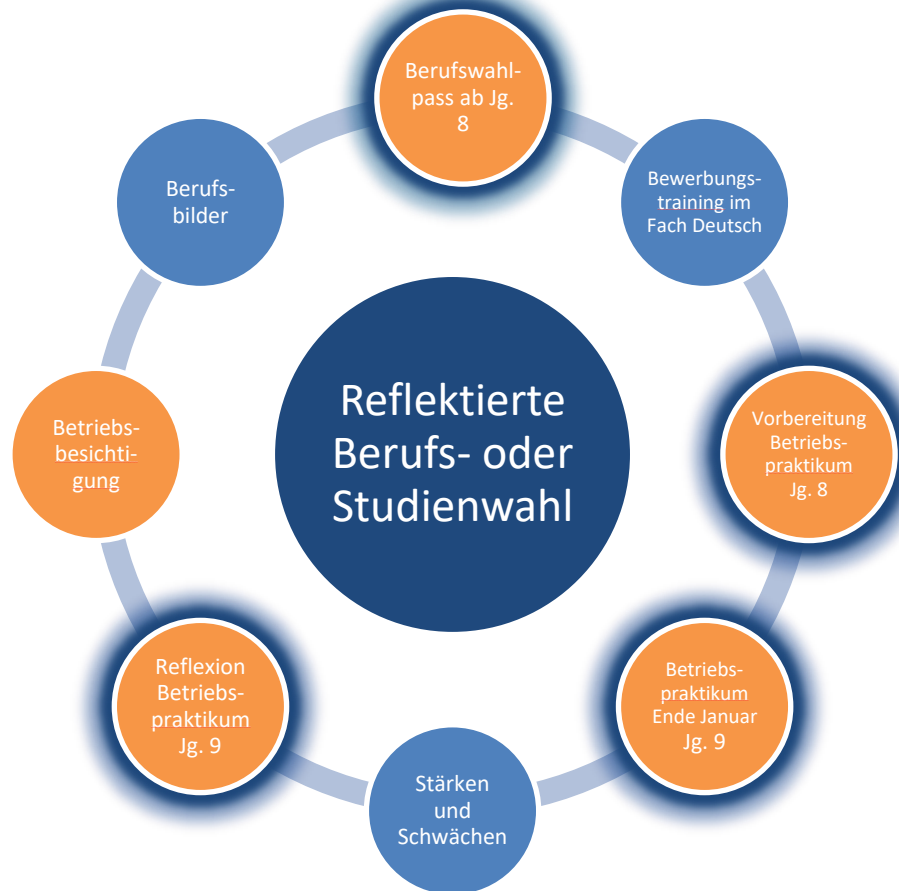 Berufswahl-
pass ab Jg.
8
Bewerbungs-
training im
Fach Deutsch
Vorbereitung
Betriebs-
praktikum
Jg. 8
Betriebs-
praktikum
Ende Januar
Jg. 9
Stärken
und
Schwächen
Reflexion
Betriebs-
praktikum
Jg. 9
Betriebs-
besichti-
gung
Berufs-
bilder
Reflektierte
Berufs- oder
Studienwahl